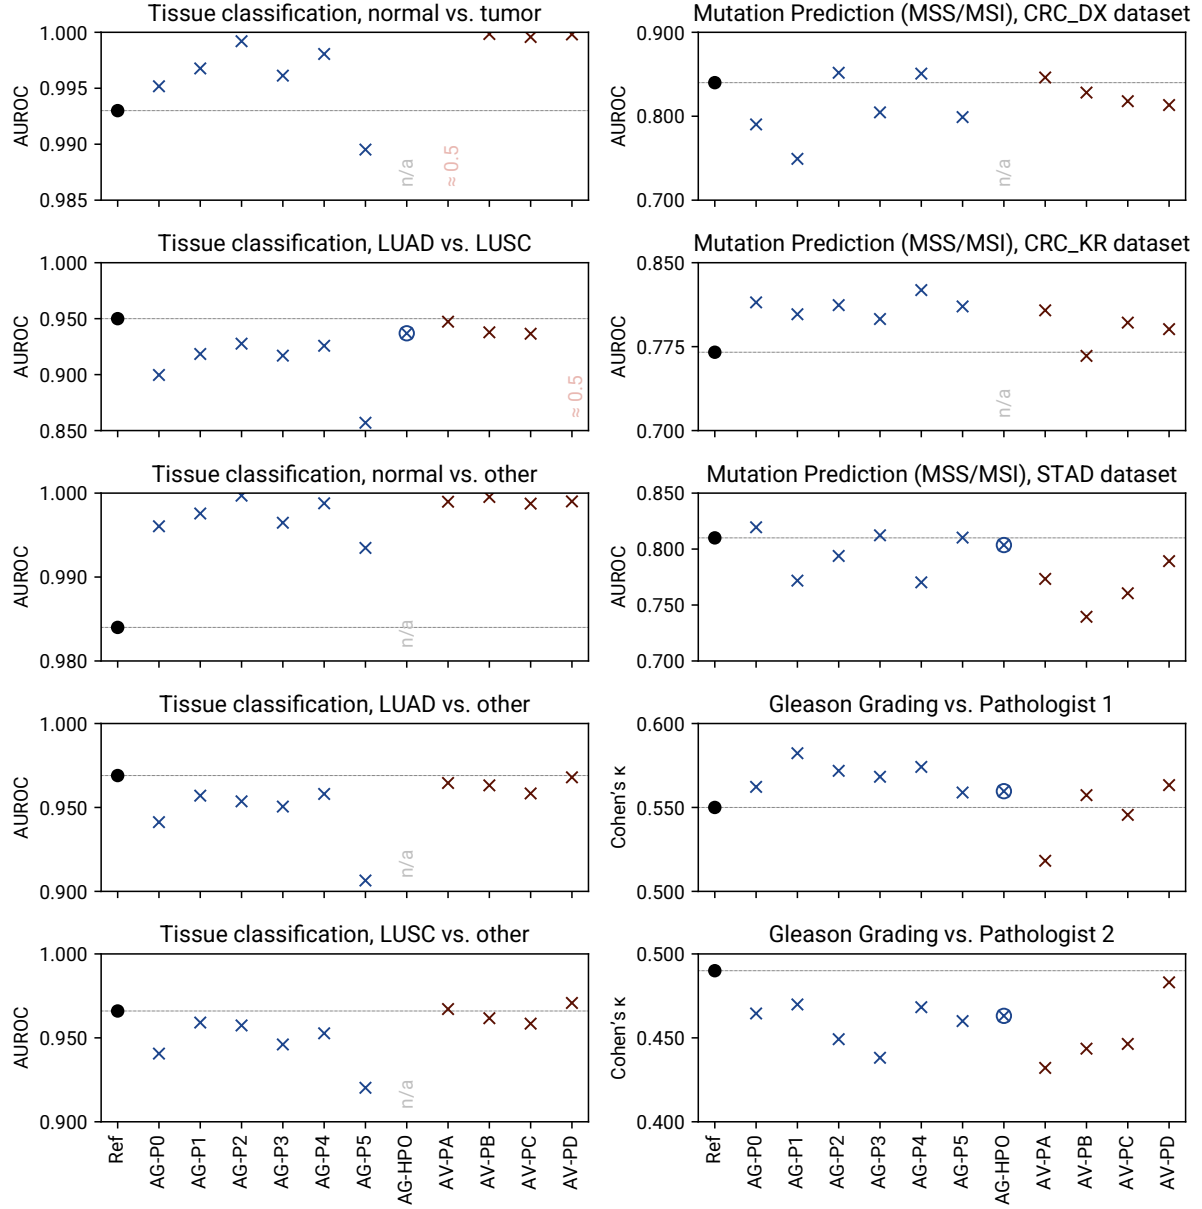 Tissue classification, normal vs. tumor
1.000
0.995
0.990
0.985
AUROC
n/a
≈ 0.5
Mutation Prediction (MSS/MSI), CRC_DX dataset
0.900
0.800
0.700
AUROC
n/a
Tissue classification, LUAD vs. LUSC
1.000
0.950
0.900
0.850
AUROC
≈ 0.5
Mutation Prediction (MSS/MSI), CRC_KR dataset
0.850
0.775
0.700
AUROC
n/a
Tissue classification, normal vs. other
1.000
0.990
0.980
AUROC
n/a
Mutation Prediction (MSS/MSI), STAD dataset
0.850
0.800
0.750
0.700
AUROC
Tissue classification, LUAD vs. other
1.000
0.950
0.900
AUROC
n/a
Gleason Grading vs. Pathologist 1
0.600
0.550
0.500
Cohen's κ
Tissue classification, LUSC vs. other
1.000
0.950
0.900
AUROC
n/a
Ref
AG-P0
AG-P1
AG-P2
AG-P3
AG-P4
AG-P5
AG-HPO
AV-PA
AV-PB
AV-PC
AV-PD
Gleason Grading vs. Pathologist 2
0.500
0.450
0.400
Cohen's κ
Ref
AG-P0
AG-P1
AG-P2
AG-P3
AG-P4
AG-P5
AG-HPO
AV-PA
AV-PB
AV-PC
AV-PD